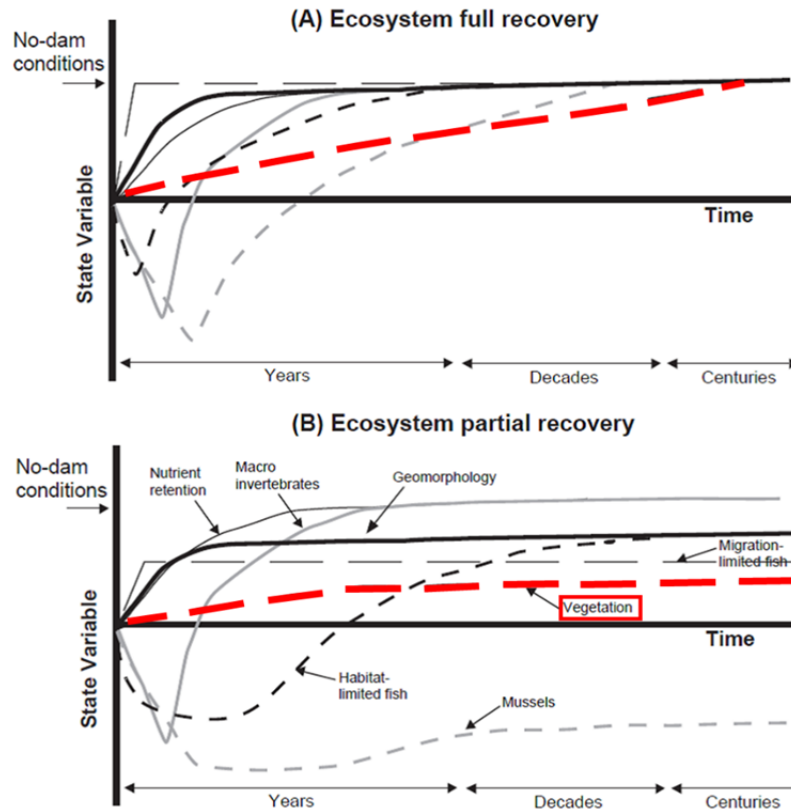 (A) Ecosystem full recovery
No-dam
conditions
State Variable
Time
Years
Decades
Centuries
(B) Ecosystem partial recovery
No-dam
conditions
Nutrient
retention
Macro
invertebrates
Geomorphology
Migration-
limited fish
Vegetation
Time
State Variable
Habitat-
limited fish
Mussels
Years
Decades
Centuries